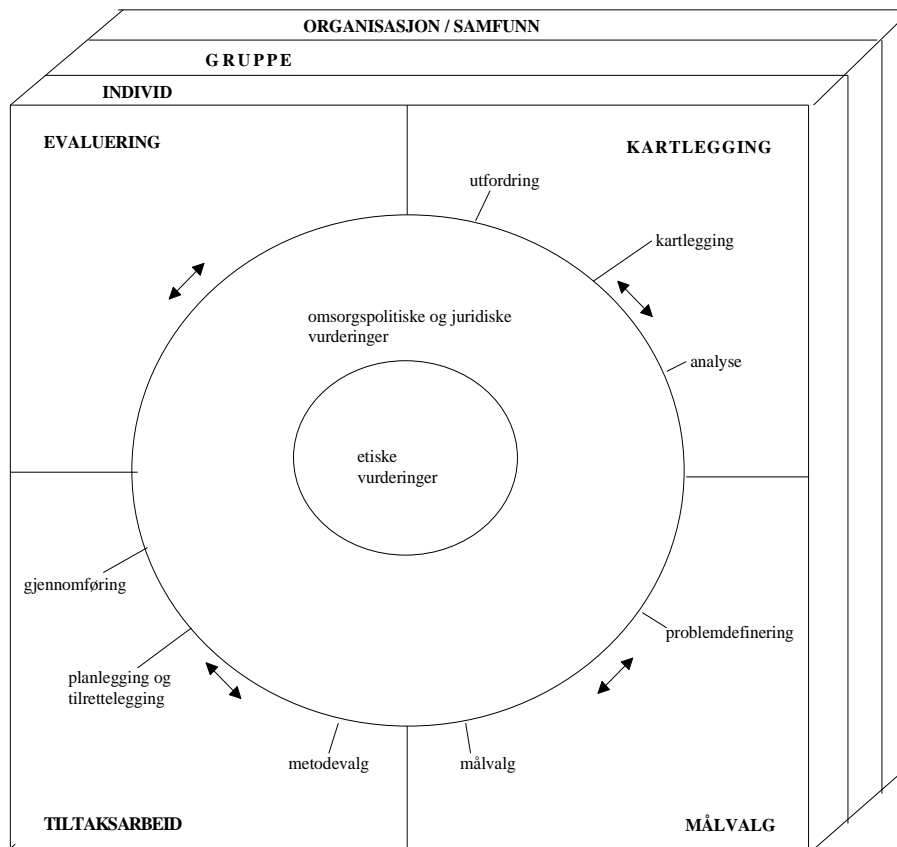 ORGANISASJON / SAMFUNN
GRUPPE
INDIVID
EVALUERING
KARTLEGGING
utfordring
kartlegging
omsorgspolitiske og juridiske
vurderinger
analyse
etiske
vurderinger
gjennomføring
problemdefinering
planlegging og
tilrettelegging
metodevalg
målvalg
TILTAKSARBEID
MÅLVALG